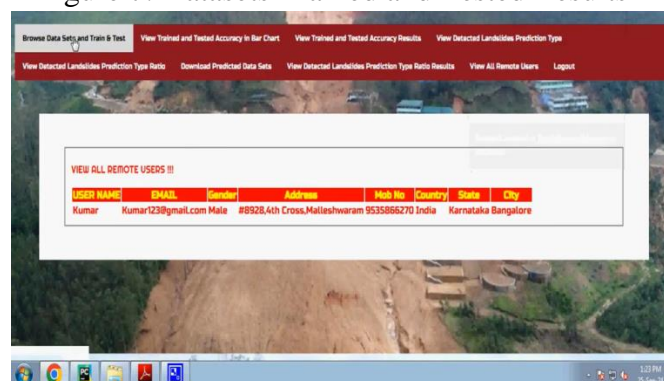 Browse Data Sets and Train & Test View Trained and Tested Accuracy in Bar Chart View Trained and Tested Accuracy Results View Detected Landslides Prediction Type
View Detected Landslides Prediction Type Ratio Download Predicted Data Sets View Detected Landslides Prediction Type Ratio Results View All Remote Users Logout
VIEW ALL REMOTE USERS !!!
USER NAME EMAIL Gender Address Mob No Country State City
Kumar Kumar123@gmail.com Male #8928,4th Cross,Malleshwaram 9535866270 India Karnataka Bangalore
1:23 PM